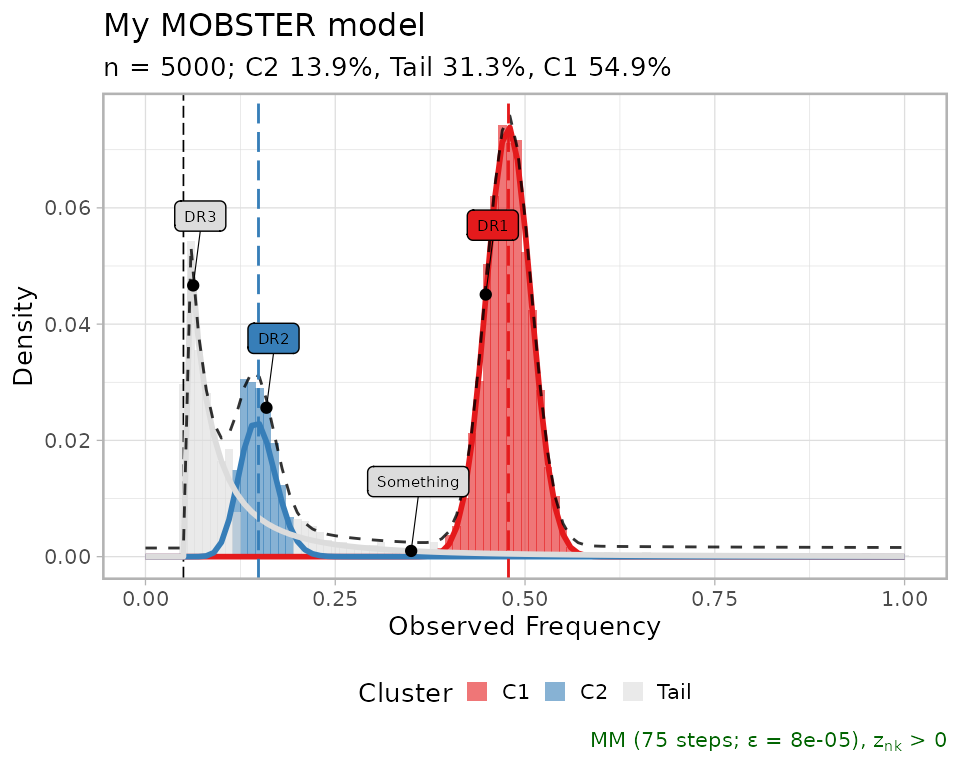 My MOBSTER model
n = 5000; C2 13.9%, Tail 31.3%, C1 54.9%
Density
0.06
0.04
0.02
0.00
DR3
DR1
DR2
Something
0.00 0.25 0.50 0.75 1.00
Observed Frequency
Cluster C1 C2 Tail
MM (75 steps; ε = 8e-05), znk > 0